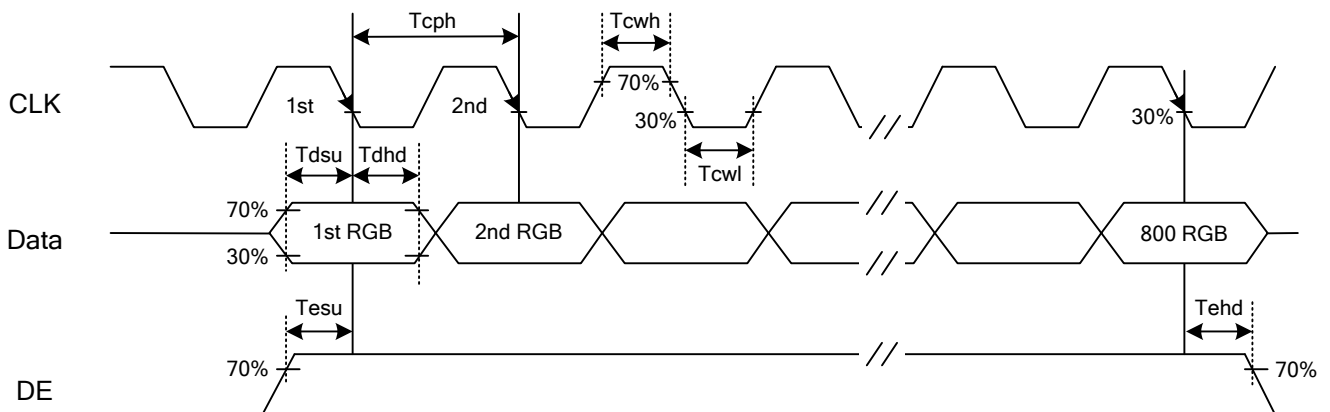 Tcph
Tcwh
CLK
1st
2nd
70%
30%
30%
Tcwl
Tdsu
Tdhd
70%
Data
1st RGB
2nd RGB
800 RGB
30%
Tesu
Tehd
70%
70%
DE